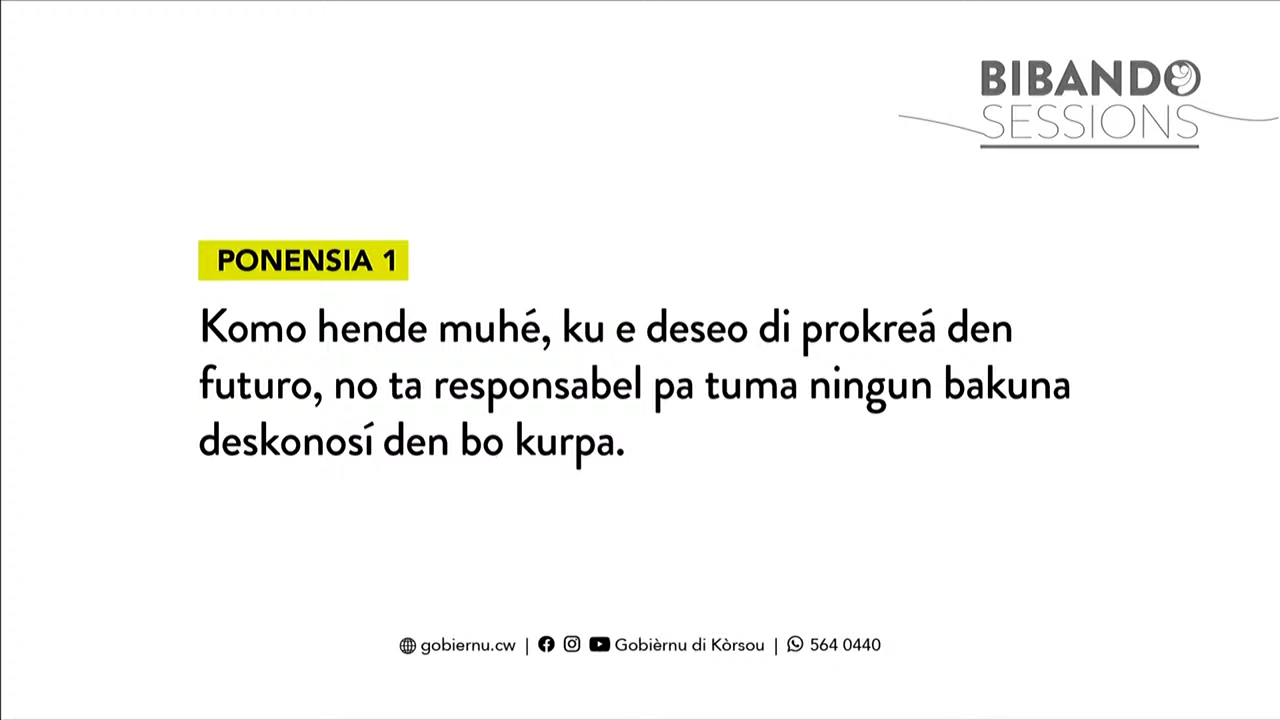 BIBANDO
SESSIONS
PONENSIA 1
Komo hende muhé, ku e deseo di prokreá den
futuro, no ta responsabel pa tuma ningun bakuna
deskonosí den bo kurpa.
gobiernu.cw | Gobièrnu di Kòrsou | 564 0440